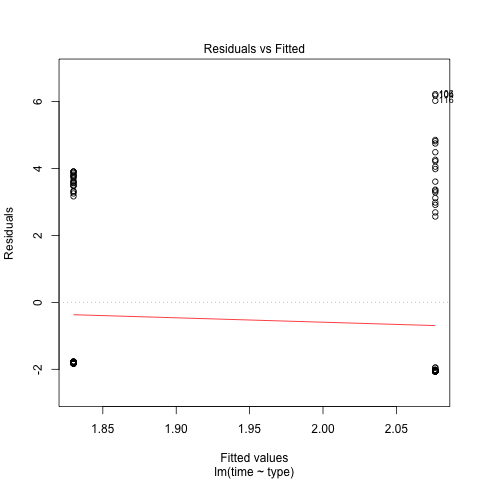 Residuals vs Fitted
Residuals
6
4
2
0
-2
116
1.85
1.90
1.95
2.00
2.05
Fitted values
lm(time ~ type)